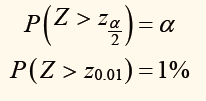 P(Z > z_{α/2}) = α
P(Z > z_{0.01}) = 1%